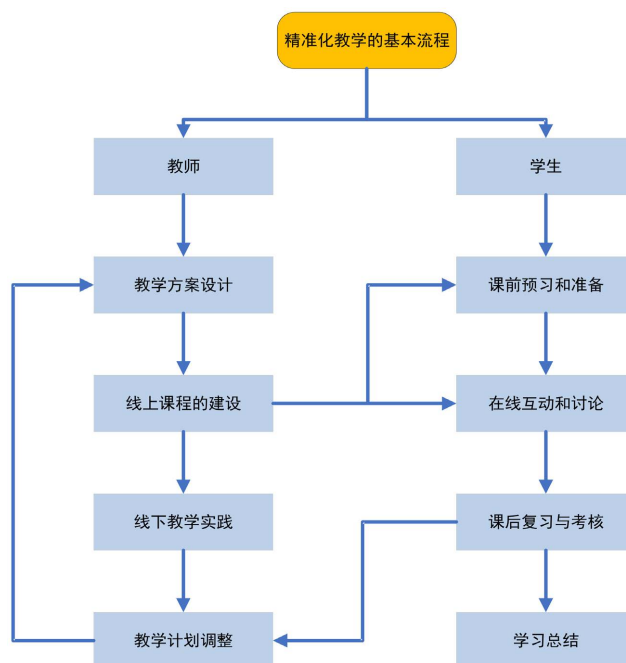 精准化教学的基本流程
教师
学生
教学方案设计
课前预习和准备
线上课程的建设
在线互动和讨论
线下教学实践
课后复习与考核
教学计划调整
学习总结